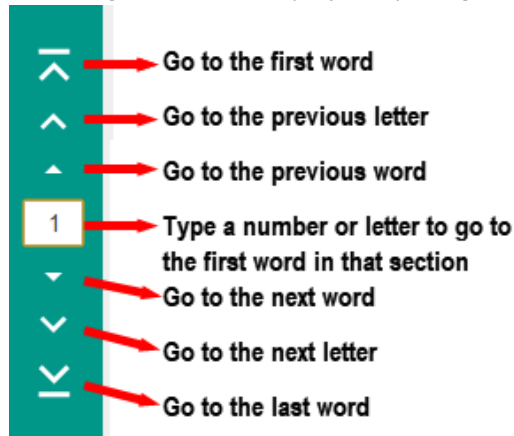 Go to the first word
Go to the previous letter
Go to the previous word
1
Type a number or letter to go to
the first word in that section
Go to the next word
Go to the next letter
Go to the last word